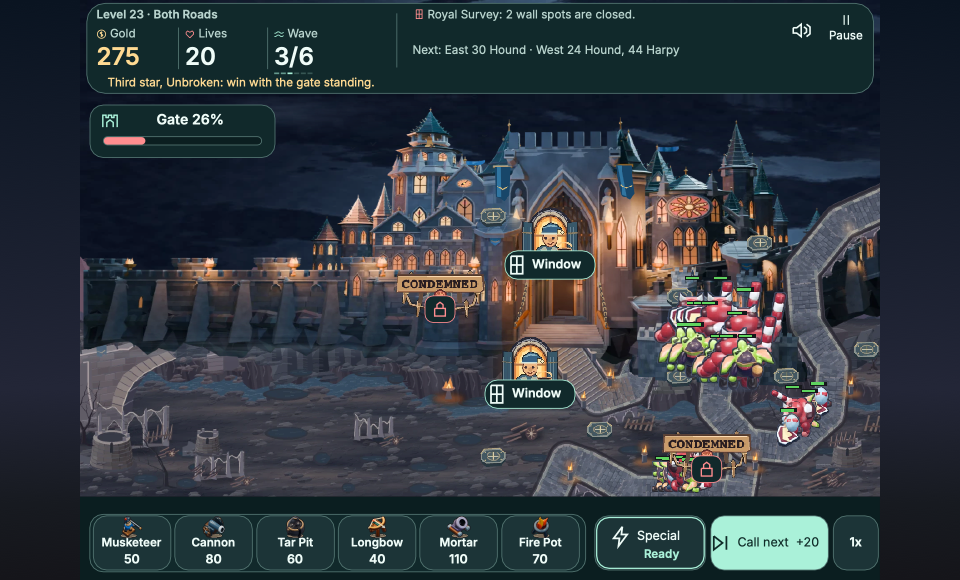 Level 23 · Both Roads
Gold
275
Lives
20
Wave
3/6
Royal Survey: 2 wall spots are closed.
Next: East 30 Hound · West 24 Hound, 44 Harpy
Pause
Third star, Unbroken: win with the gate standing.
Gate 26%
Window
CONDEMNED
Window
CONDEMNED
Musketeer
50
Cannon
80
Tar Pit
60
Longbow
40
Mortar
110
Fire Pot
70
Special
Ready
Call next +20
1x